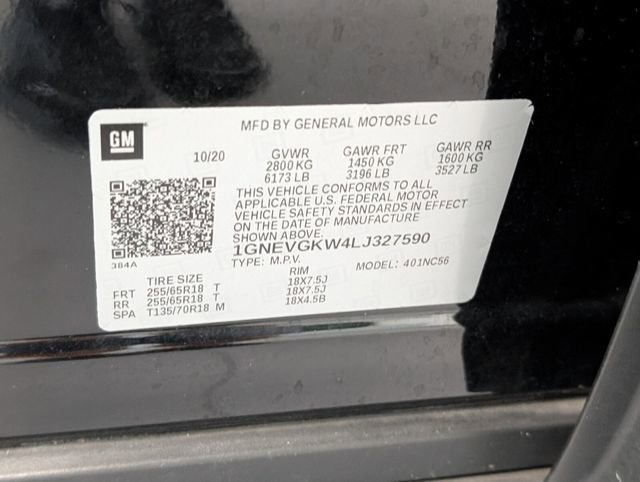 GM
MFD BY GENERAL MOTORS LLC
10/20 GVWR GAWR FRT GAWR RR
2800 KG 1450 KG 1600 KG
6173 LB 3196 LB 3527 LB
THIS VEHICLE CONFORMS TO ALL
APPLICABLE U.S. FEDERAL MOTOR
VEHICLE SAFETY STANDARDS IN EFFECT
ON THE DATE OF MANUFACTURE
SHOWN ABOVE.
384A
1GNEVGKW4LJ327590
TYPE: M.P.V. MODEL: 401NC56
TIRE SIZE RIM
FRT 255/65R18 T 18X7.5J
RR 255/65R18 T 18X7.5J
SPA T135/70R18 M 18X4.5B